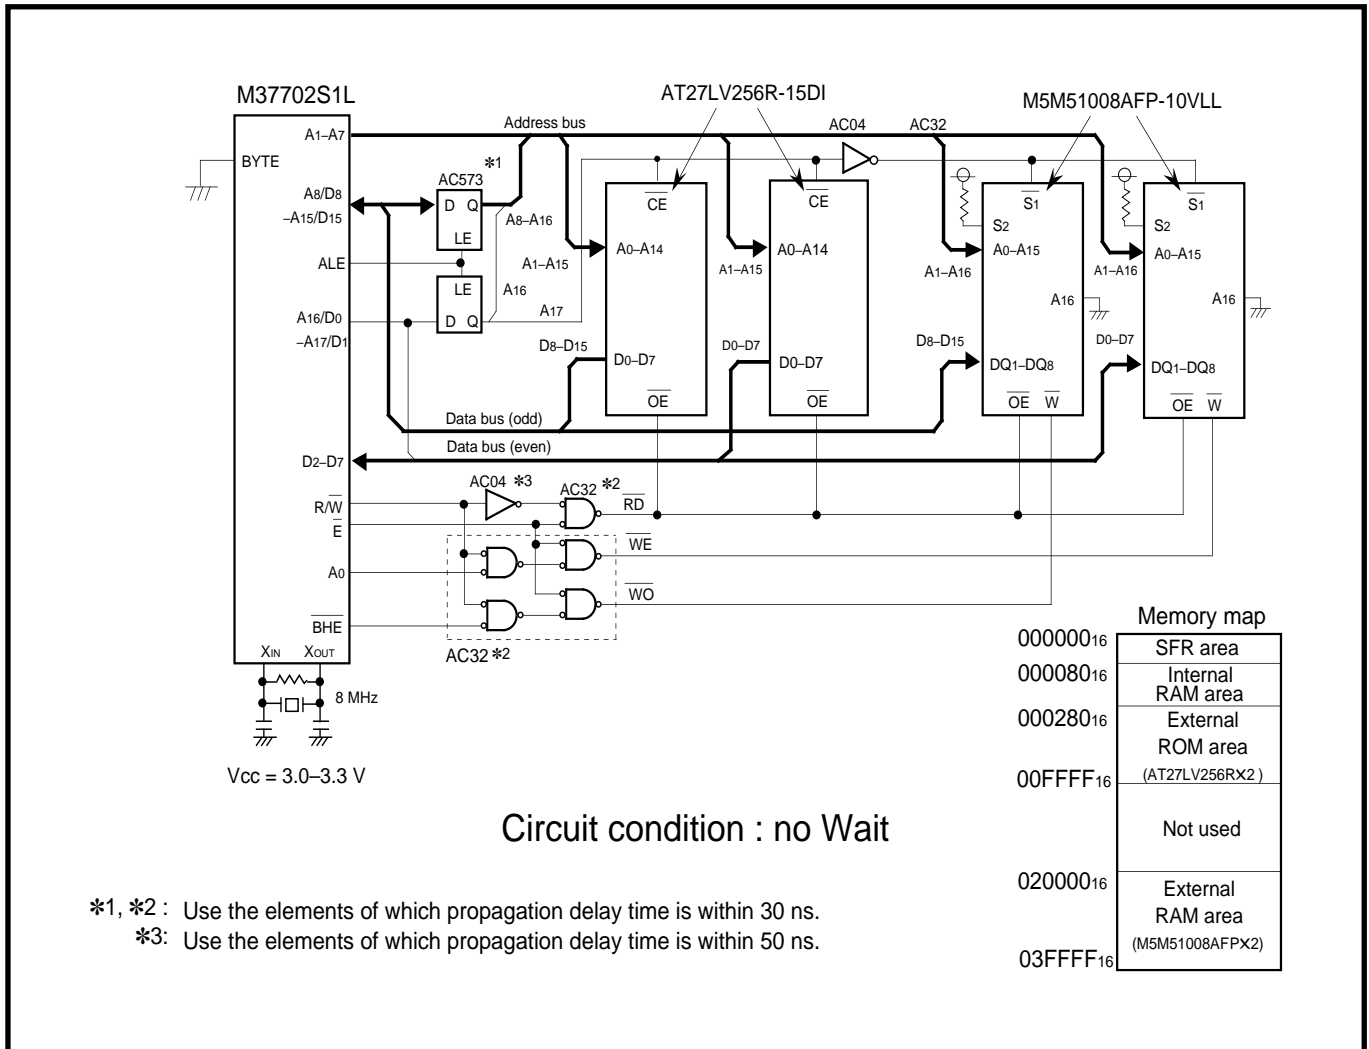 M37702S1L
AT27LV256R-15DI
M5M51008AFP-10VLL
A1–A7
Address bus
AC04
AC32
BYTE
✻1
AC573
A8/D8
–A15/D15
D Q
LE
A8–A16
CE
CE
S1
S1
S2
S2
A0–A14
A0–A14
A0–A15
A0–A15
A1–A15
A1–A15
A1–A16
A1–A16
ALE
LE
A16
A16
A16
A16/D0
–A17/D1
D Q
A17
D8–D15
D0–D7
D8–D15
D0–D7
D0–D7
D0–D7
DQ1–DQ8
DQ1–DQ8
OE
OE
OE W
OE W
Data bus (odd)
Data bus (even)
D2–D7
AC04 ✻3
AC32 ✻2
R/W
RD
E
WE
A0
WO
BHE
AC32 ✻2
XIN XOUT
8 MHz
Vcc = 3.0–3.3 V
Memory map
00000016
SFR area
00008016
Internal
RAM area
00028016
External
ROM area
(AT27LV256R✕2 )
00FFFF16
Not used
02000016
External
RAM area
(M5M51008AFP✕2)
03FFFF16
Circuit condition : no Wait
✻1, ✻2 : Use the elements of which propagation delay time is within 30 ns.
✻3: Use the elements of which propagation delay time is within 50 ns.